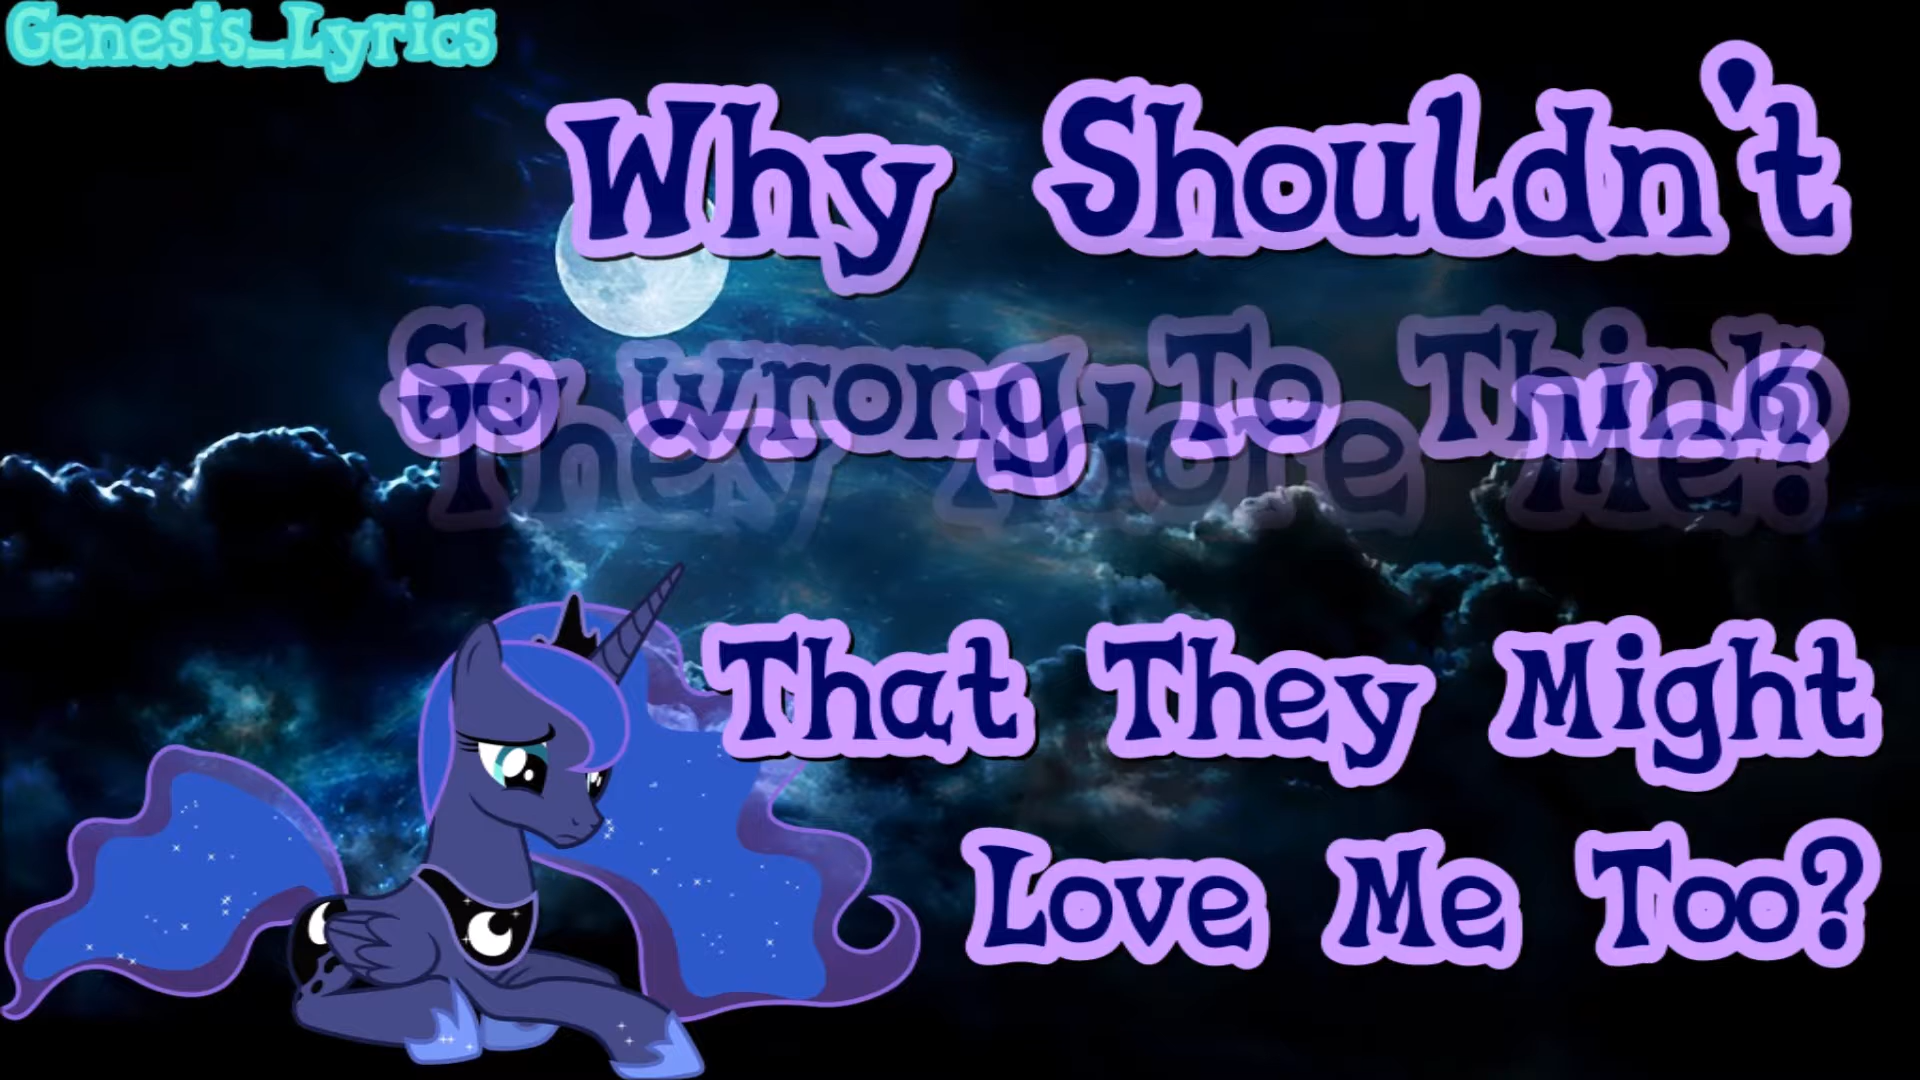 Genesis_Lyrics
Why Shouldn't
So wrong To Think
They Adore Me?
That They Might
Love Me Too?